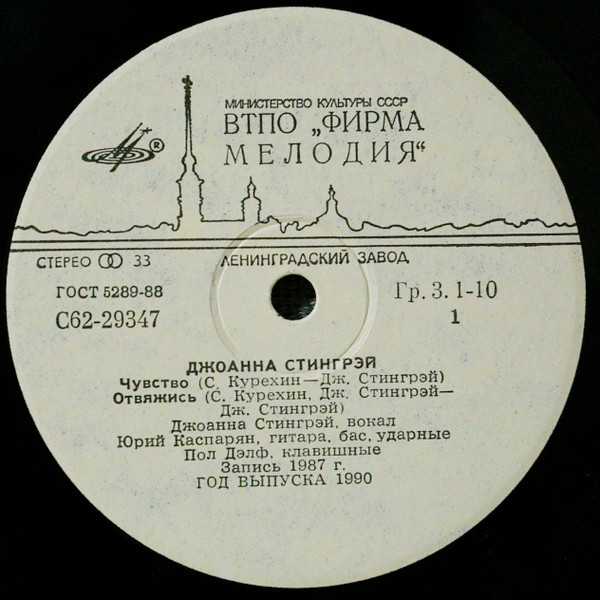 МИНИСТЕРСТВО КУЛЬТУРЫ СССР
ВТПО „ФИРМА
МЕЛОДИЯ“
®
СТЕРЕО 33
ЛЕНИНГРАДСКИЙ ЗАВОД
ГОСТ 5289-88
Гр. 3. 1-10
С62-29347
1
ДЖОАННА СТИНГРЭЙ
Чувство (С. Курехин—Дж. Стингрэй)
Отвяжись (С. Курехин, Дж. Стингрэй—
Дж. Стингрэй)
Джоанна Стингрэй, вокал
Юрий Каспарян, гитара, бас, ударные
Пол Дэлф, клавишные
Запись 1987 г.
ГОД ВЫПУСКА 1990